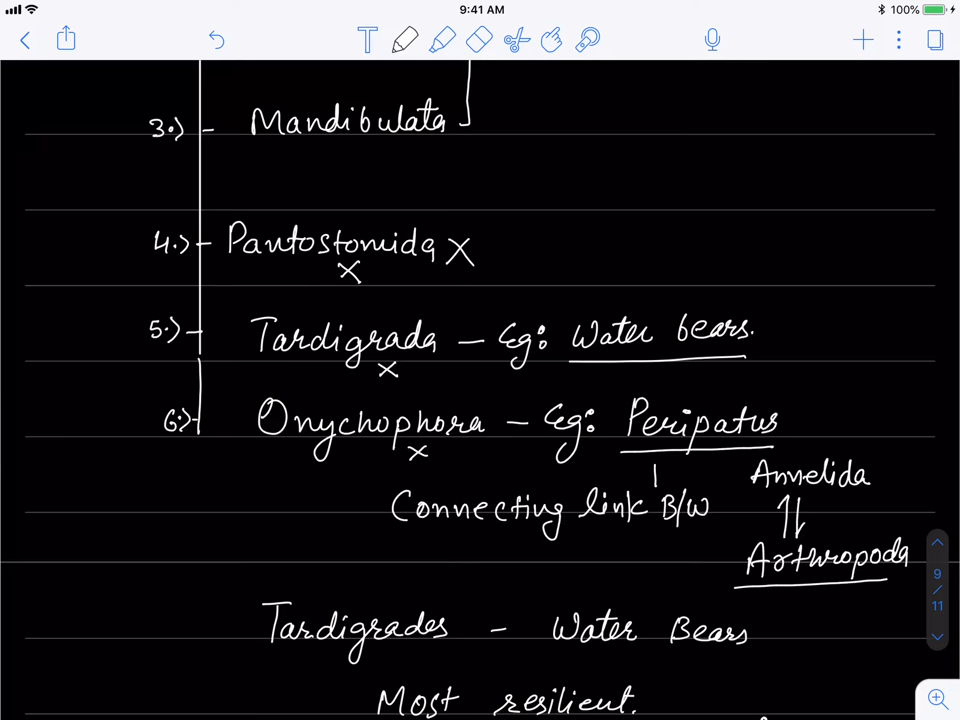 9:41 AM
100%
3.) - Mandibulata
4.) - Pantostomida X
X
5.) - Tardigrada - Eg: Water bears.
X
6.) - Onychophora - Eg: Peripatus
X
Annelida
Connecting link B/W
Arthropoda
9
/
11
Tardigrades - Water Bears
Most resilient.